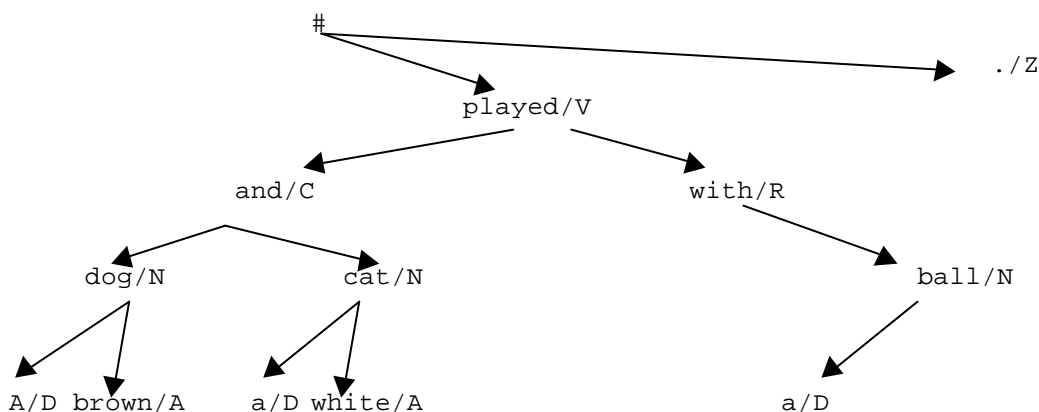 #
./Z
played/V
and/C with/R
dog/N cat/N ball/N
A/D brown/A a/D white/A a/D